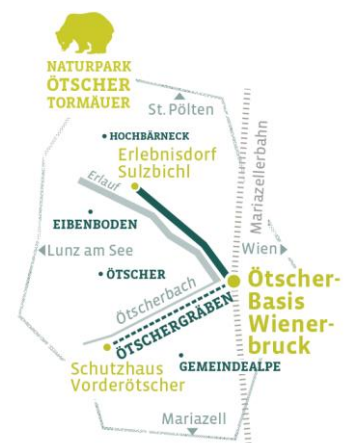 NATURPARK
ÖTSCHER
TORMÄUER
St. Pölten
HOCHBÄRNECK
Erlebnisdorf
Sulzbichl
Mariazellerbahn
Erlauf
EIBENBODEN
Lunz am See
Wien
ÖTSCHER
Ötscher-
Basis
Wiener-
bruck
Ötscherbach
ÖTSCHERGRÄBEN
Schutzhaus
Vorderötscher
GEMEINDEALPE
Mariazell